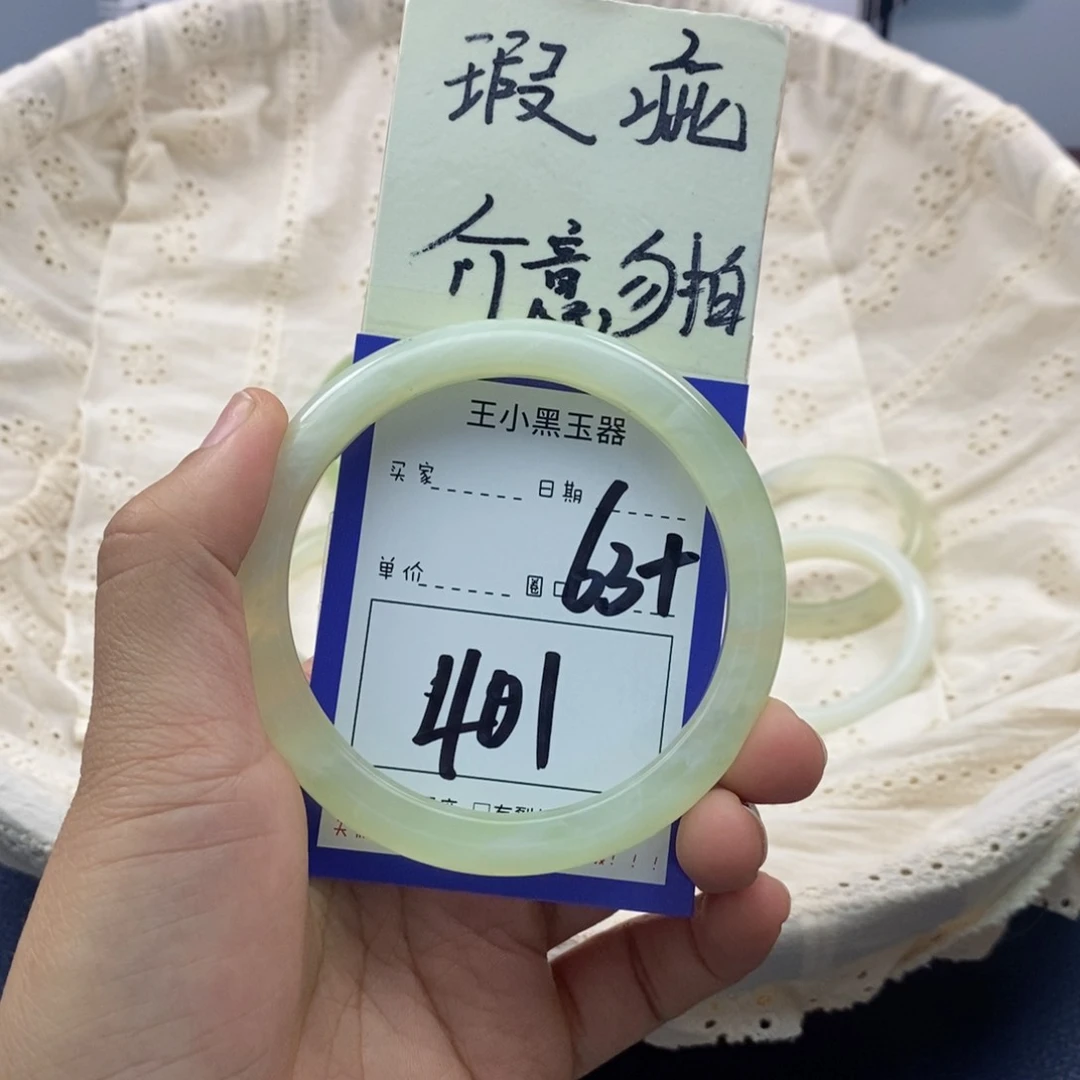 瑕疵
介意勿拍
王小黑玉器
买家 日期
单价 圈口 63+
401